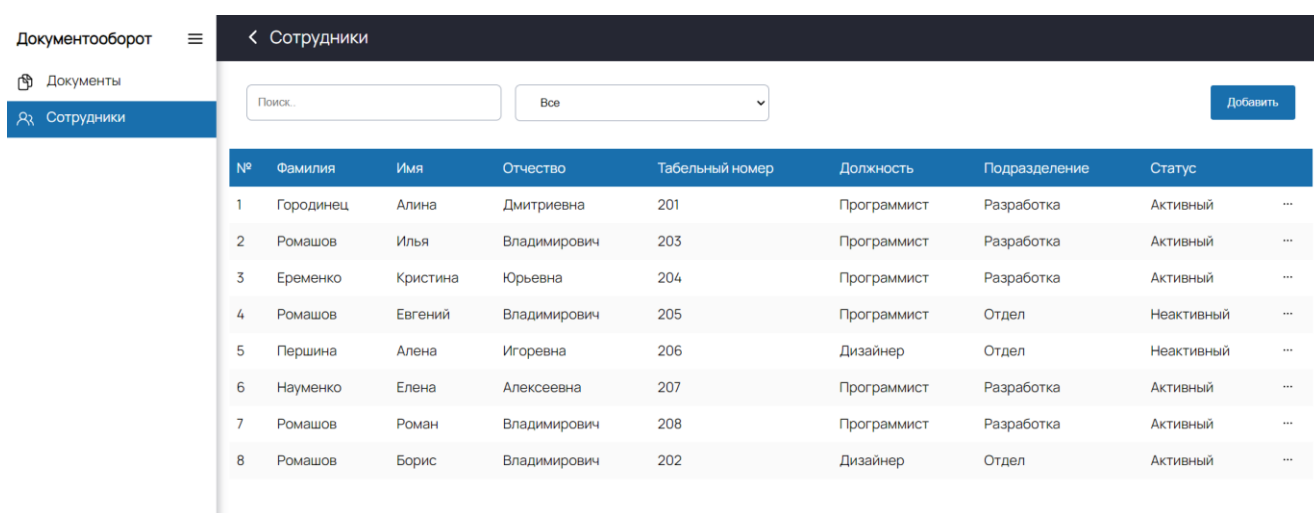 Документооборот
Документы
Сотрудники
Сотрудники
Поиск..
Все
Добавить
№ Фамилия Имя Отчество Табельный номер Должность Подразделение Статус
1 Городинец Алина Дмитриевна 201 Программист Разработка Активный ...
2 Ромашов Илья Владимирович 203 Программист Разработка Активный ...
3 Еременко Кристина Юрьевна 204 Программист Разработка Активный ...
4 Ромашов Евгений Владимирович 205 Программист Отдел Неактивный ...
5 Першина Алена Игоревна 206 Дизайнер Отдел Неактивный ...
6 Науменко Елена Алексеевна 207 Программист Разработка Активный ...
7 Ромашов Роман Владимирович 208 Программист Разработка Активный ...
8 Ромашов Борис Владимирович 202 Дизайнер Отдел Активный ...